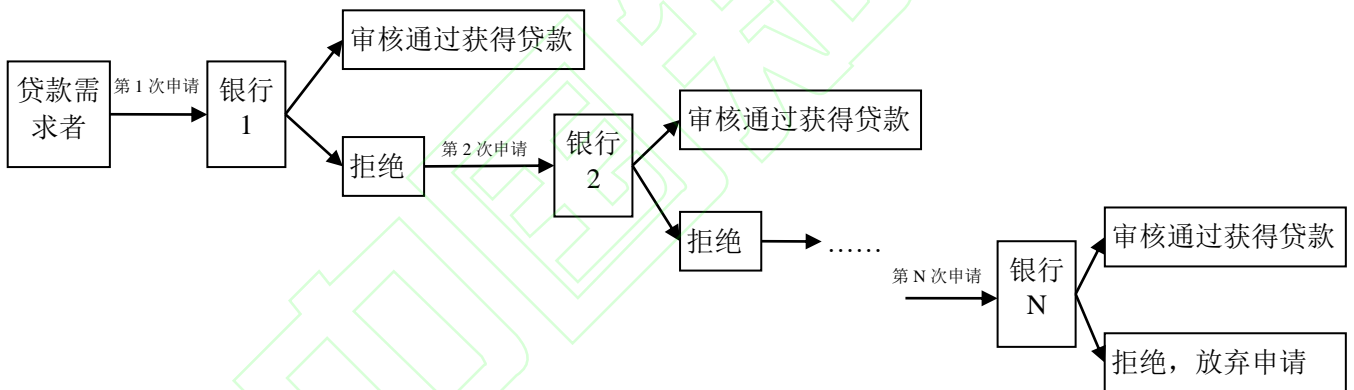 审核通过获得贷款
贷款需
求者
第 1 次申请
银行
1
拒绝
第 2 次申请
银行
2
审核通过获得贷款
拒绝
……
第 N 次申请
银行
N
审核通过获得贷款
拒绝，放弃申请